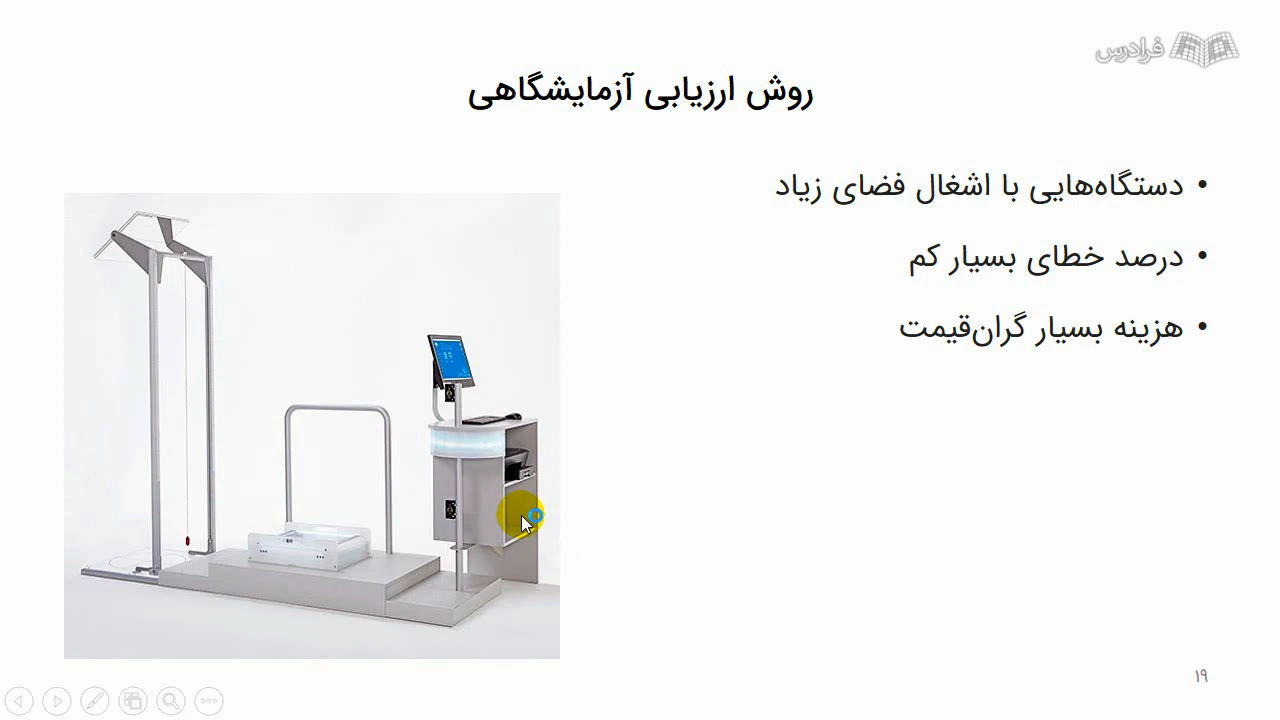 فرادرس
روش ارزیابی آزمایشگاهی
• دستگاه‌هایی با اشغال فضای زیاد
• درصد خطای بسیار کم
• هزینه بسیار گران‌قیمت
۱۹